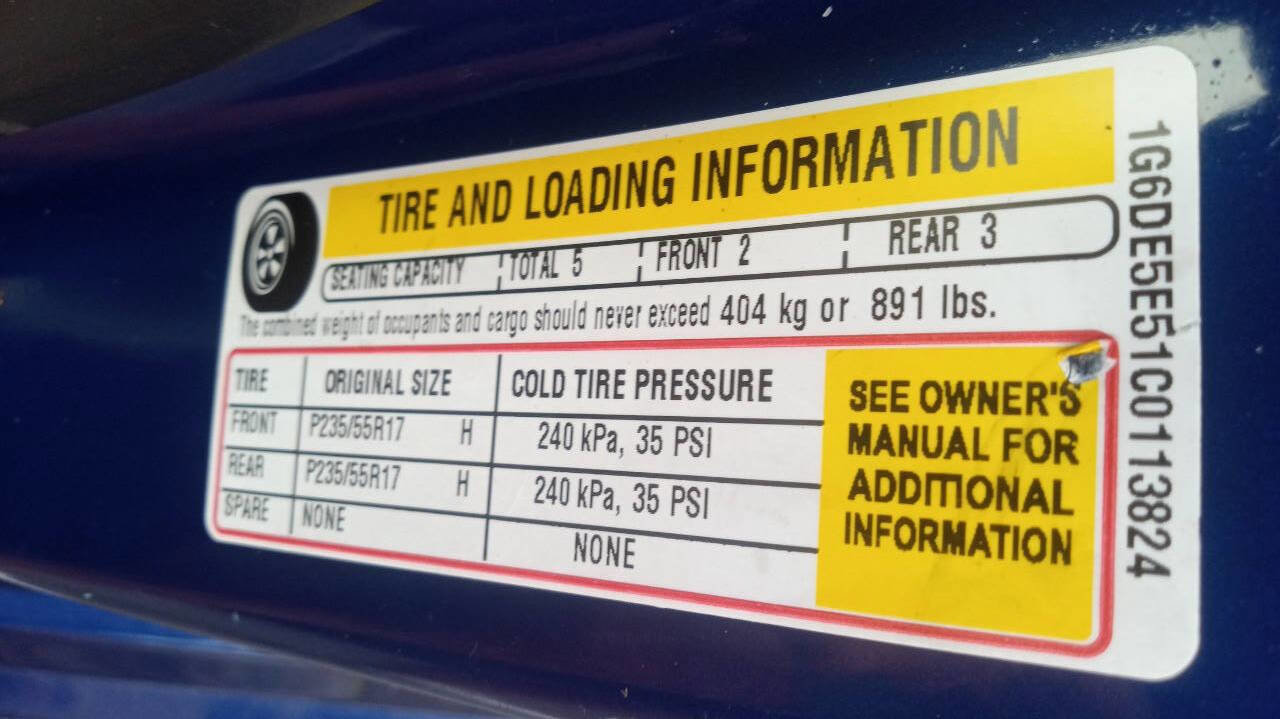 TIRE AND LOADING INFORMATION
SEATING CAPACITY TOTAL 5 FRONT 2 REAR 3
The combined weight of occupants and cargo should never exceed 404 kg or 891 lbs.
TIRE ORIGINAL SIZE COLD TIRE PRESSURE
FRONT P235/55R17 H 240 kPa, 35 PSI
REAR P235/55R17 H 240 kPa, 35 PSI
SPARE NONE NONE
SEE OWNER'S
MANUAL FOR
ADDITIONAL
INFORMATION
1G6DE5E51C0113824